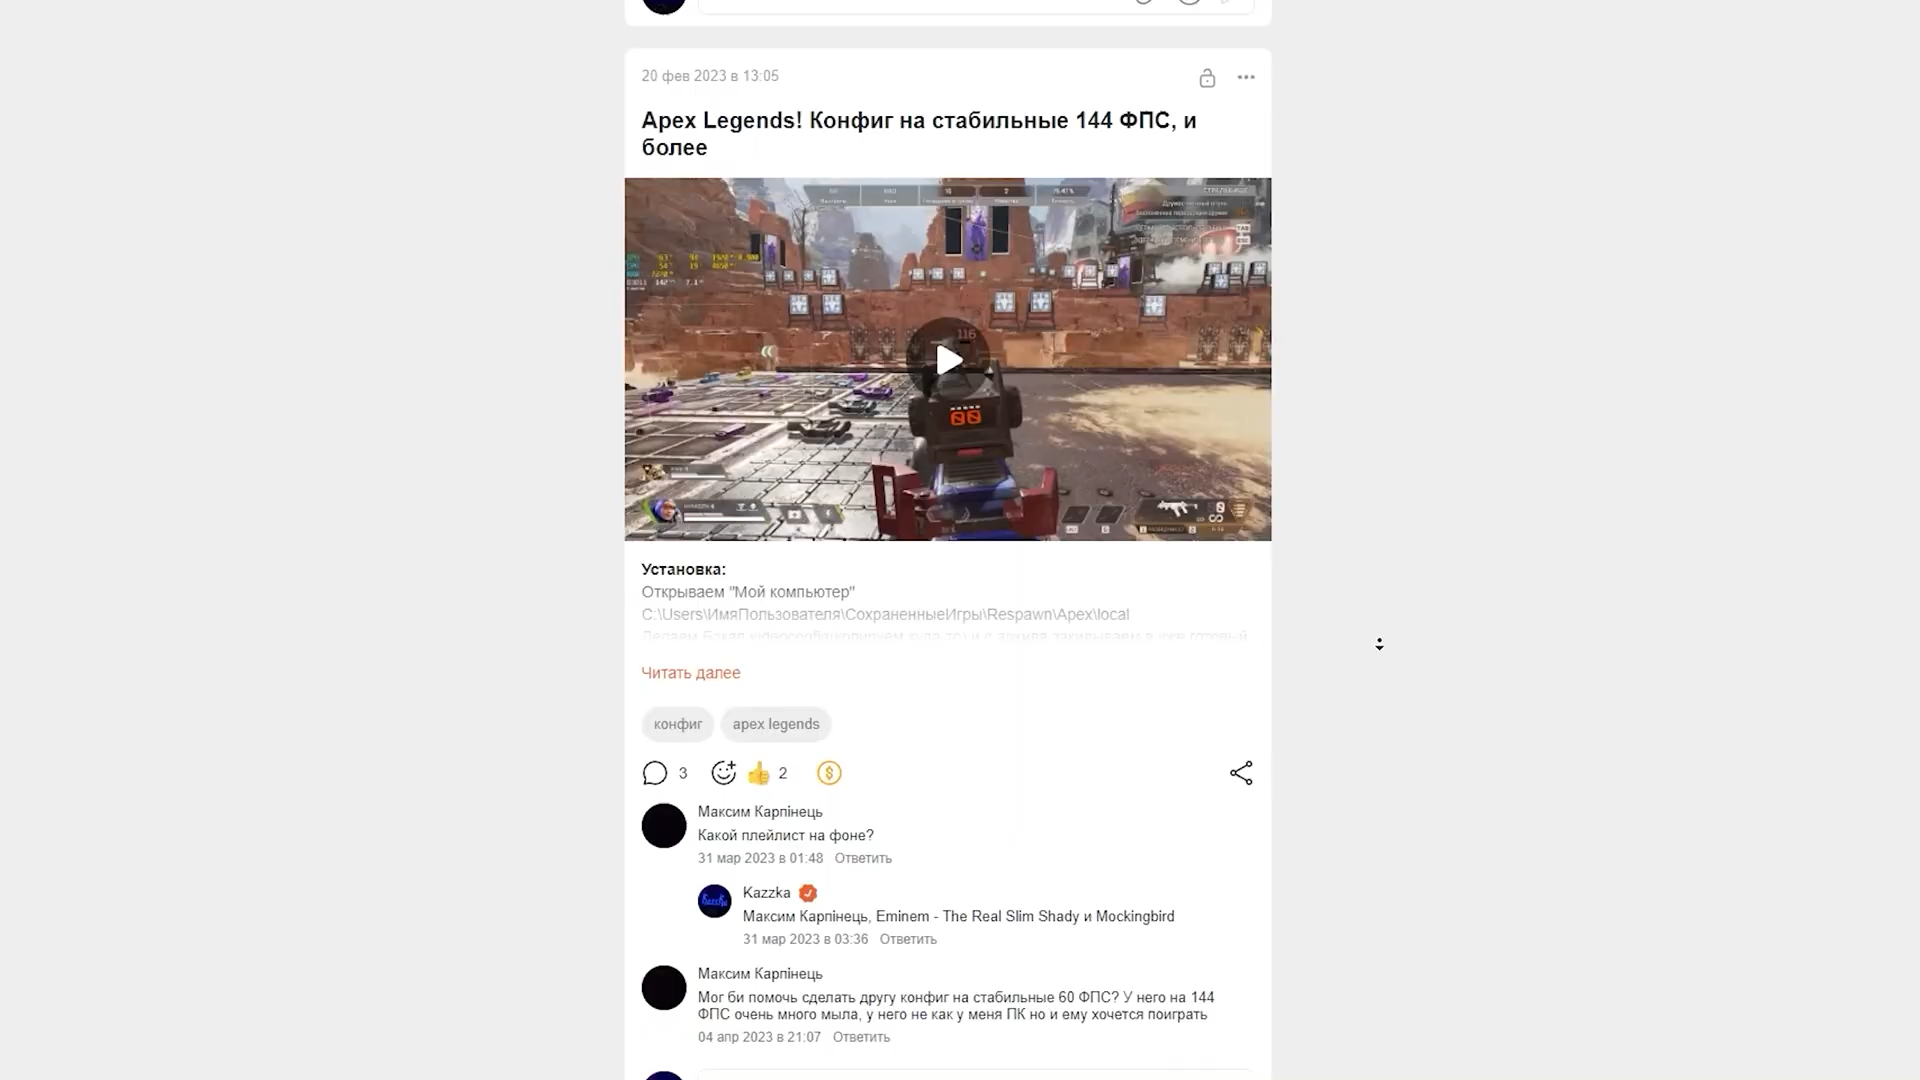 20 фев 2023 в 13:05
Apex Legends! Конфиг на стабильные 144 ФПС, и
более
116
00
Установка:
Открываем "Мой компьютер"
C:\Users\ИмяПользователя\СохраненныеИгры\Respawn\Apex\local
Читать далее
конфиг
apex legends
3
2
Максим Карпінець
Какой плейлист на фоне?
31 мар 2023 в 01:48 Ответить
Kazzka
Максим Карпінець, Eminem - The Real Slim Shady и Mockingbird
31 мар 2023 в 03:36 Ответить
Максим Карпінець
Мог би помочь сделать другу конфиг на стабильные 60 ФПС? У него на 144
ФПС очень много мыла, у него не как у меня ПК но и ему хочется поиграть
04 апр 2023 в 21:07 Ответить